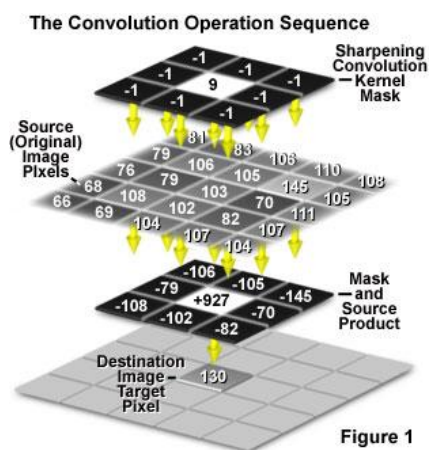 The Convolution Operation Sequence
Sharpening
Convolution
Kernel
Mask
-1 -1 -1
-1 9 -1
-1 -1 -1
Source
(Original)
Image
Pixels
81 83 106 110 108
79 106 105 145 105
76 79 103 70 111
68 108 102 82 107
66 69 104 107 104
-106 -105 -145
-79 +927 -70
-108 -102 -82
Mask
and
Source
Product
Destination
Image
Target
Pixel
130
Figure 1